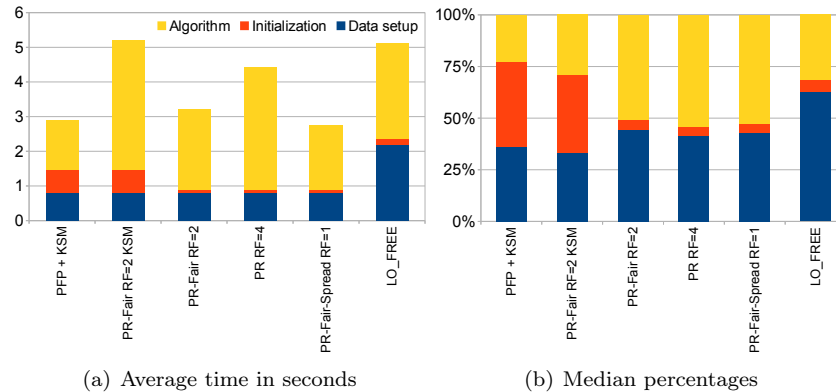 6
5
4
3
2
1
0
Algorithm Initialization Data setup
PFP + KSM
PR-Fair RF=2 KSM
PR-Fair RF=2
PR RF=4
PR-Fair-Spread RF=1
LO_FREE
(a) Average time in seconds
100%
75%
50%
25%
0%
PFP + KSM
PR-Fair RF=2 KSM
PR-Fair RF=2
PR RF=4
PR-Fair-Spread RF=1
LO_FREE
(b) Median percentages